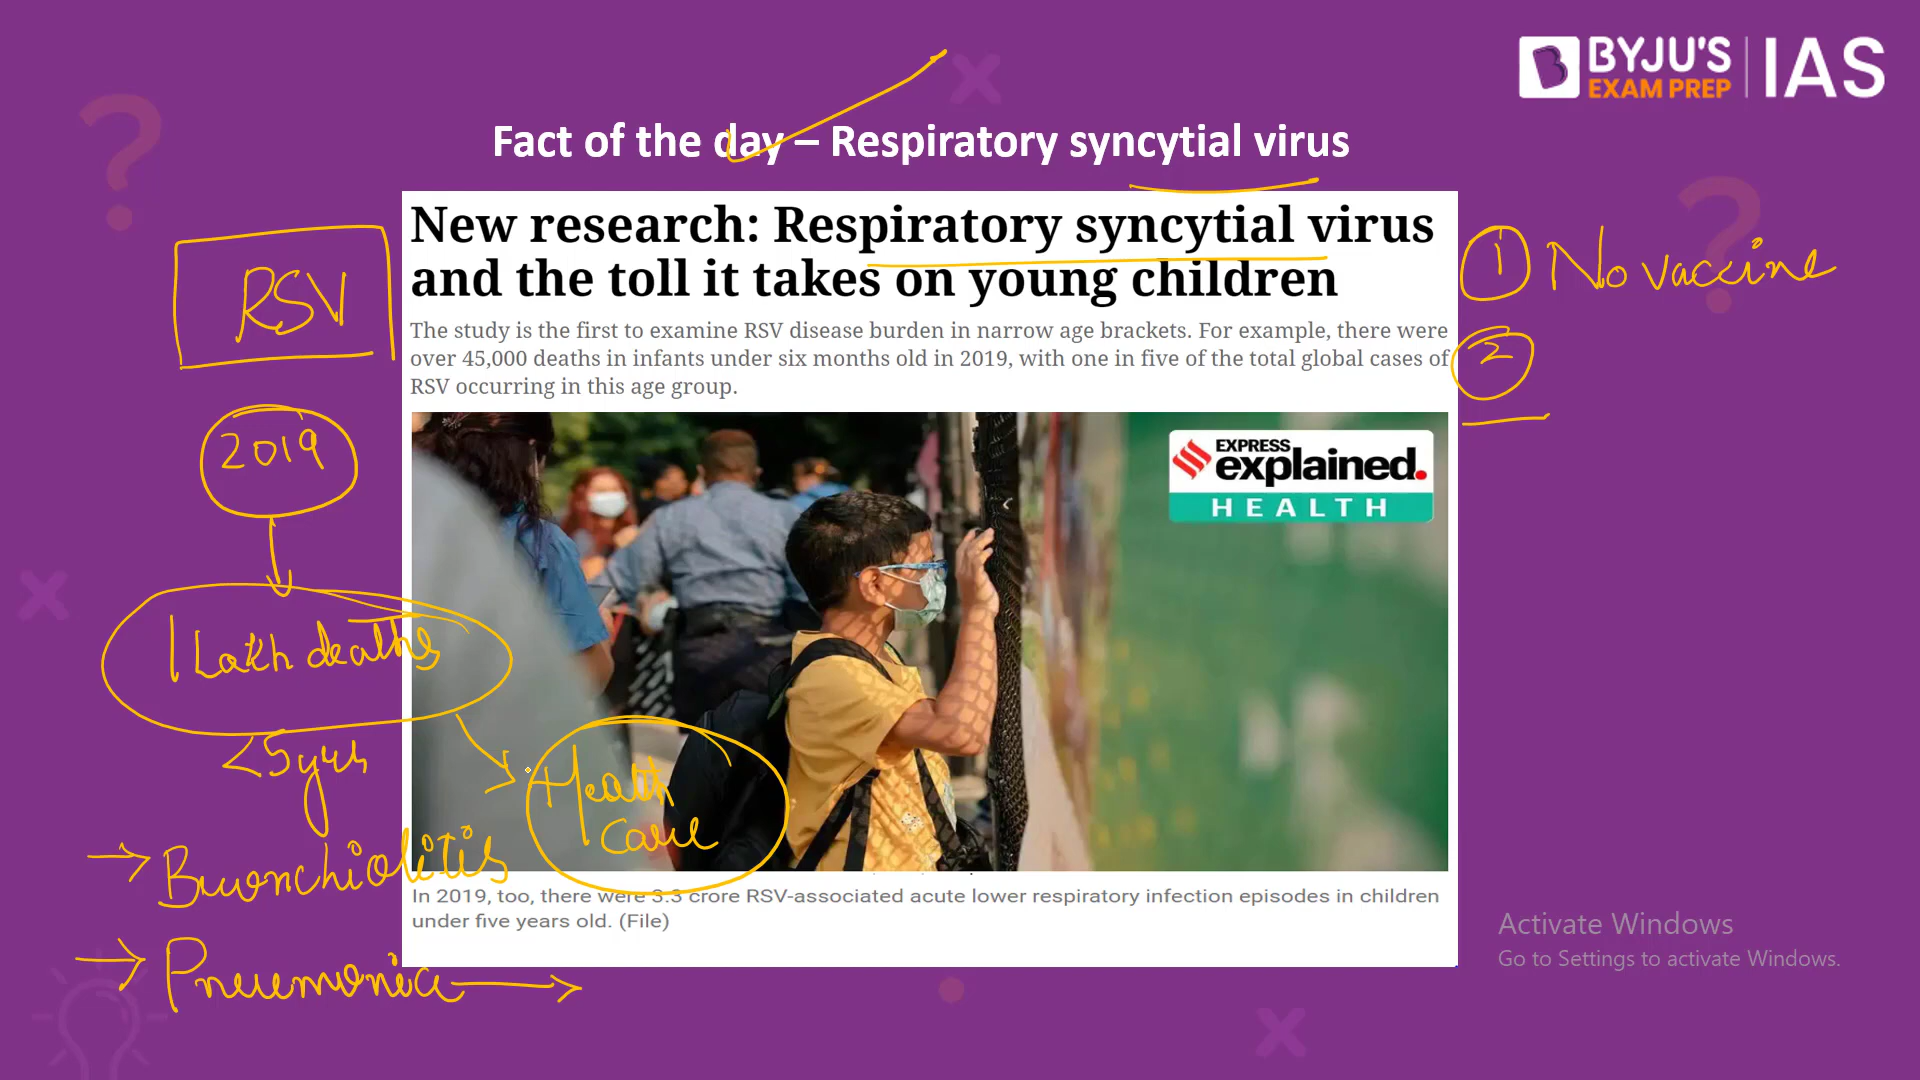 BYJU'S
EXAM PREP
IAS
Fact of the day – Respiratory syncytial virus
New research: Respiratory syncytial virus
and the toll it takes on young children
The study is the first to examine RSV disease burden in narrow age brackets. For example, there were
over 45,000 deaths in infants under six months old in 2019, with one in five of the total global cases of
RSV occurring in this age group.
EXPRESS
explained.
HEALTH
In 2019, too, there were 3.3 crore RSV-associated acute lower respiratory infection episodes in children
under five years old. (File)
RSV
2019
1 Lakh deaths
<5 yrs
Health
Care
→ Bronchiolitis
→ Pneumonia →
1 No vaccine
2
Activate Windows
Go to Settings to activate Windows.